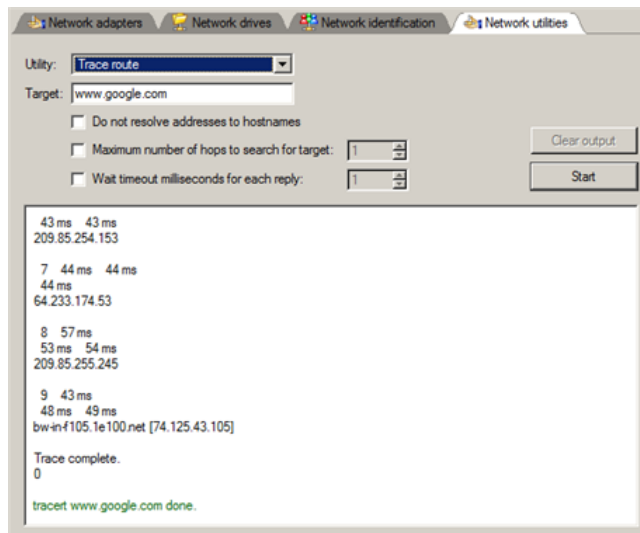 Network adapters Network drives Network identification Network utilities
Utility: Trace route
Target: www.google.com
Do not resolve addresses to hostnames
Maximum number of hops to search for target: 1
Clear output
Wait timeout milliseconds for each reply: 1
Start
43 ms 43 ms
209.85.254.153
7 44 ms 44 ms
44 ms
64.233.174.53
8 57 ms
53 ms 54 ms
209.85.255.245
9 43 ms
48 ms 49 ms
bw-in-f105.1e100.net [74.125.43.105]
Trace complete.
0
tracert www.google.com done.